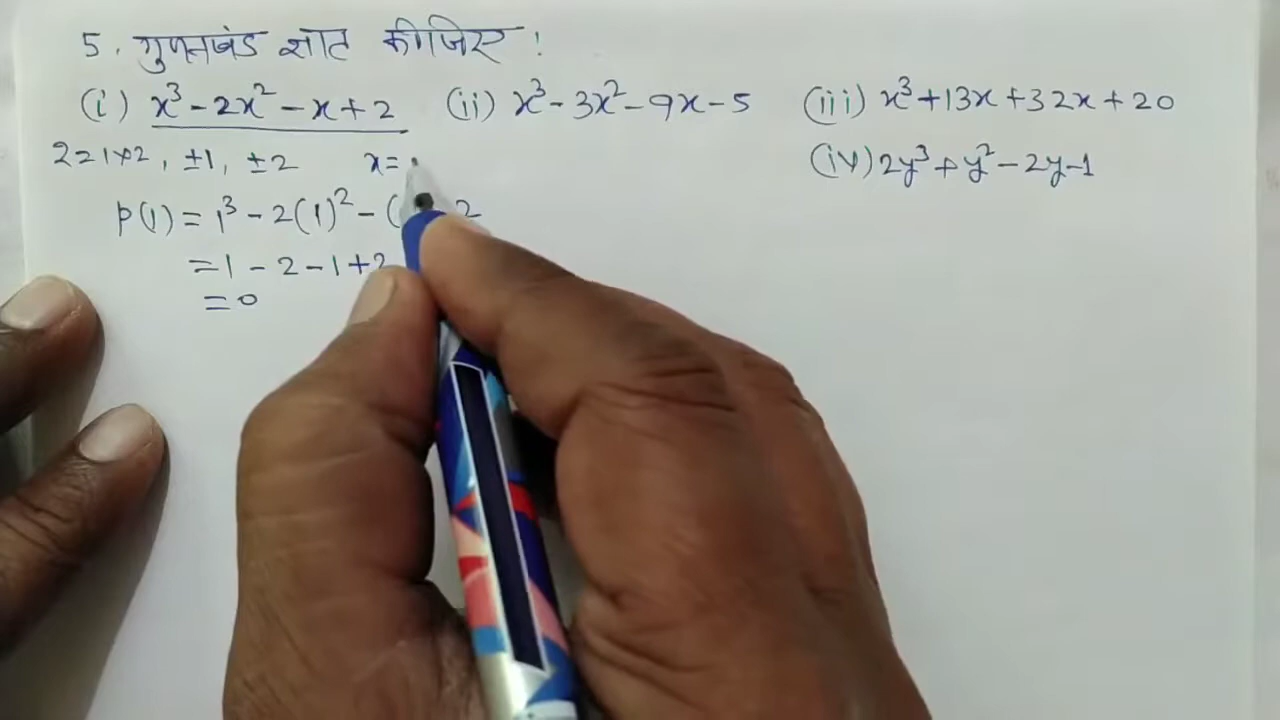 5. गुणनखंड ज्ञात कीजिए :
(i) x³ - 2x² - x + 2 (ii) x³ - 3x² - 9x - 5 (iii) x³ + 13x + 32x + 20
(iv) 2y³ + y² - 2y - 1
2 = 1×2, ±1, ±2 x =
p(1) = 1³ - 2(1)² - ( 2
= 1 - 2 - 1 + 2
= 0